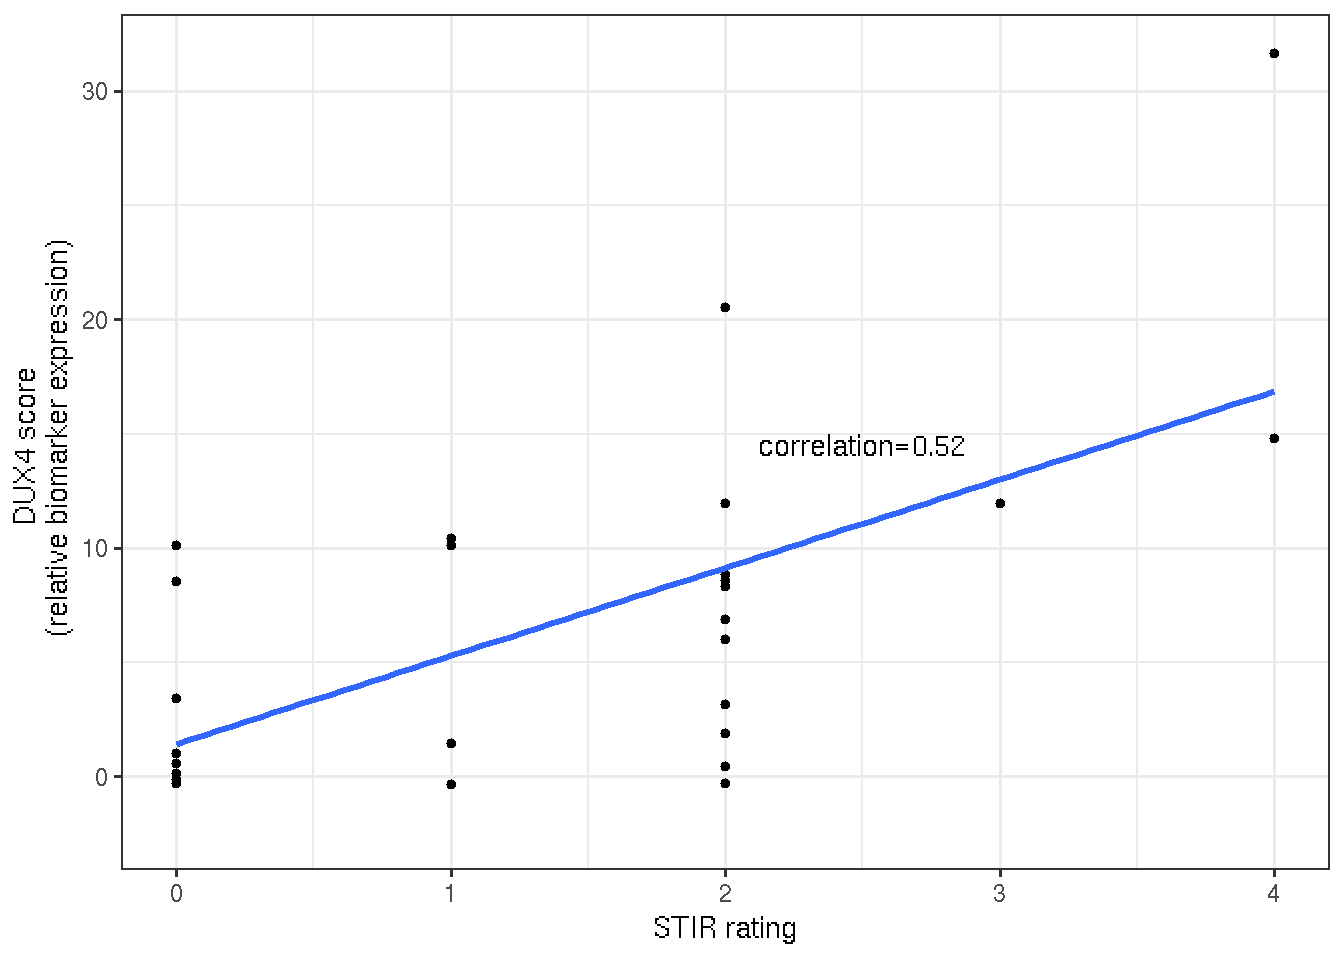 30
20
10
0
DUX4 score
(relative biomarker expression)
correlation=0.52
0 1 2 3 4
STIR rating